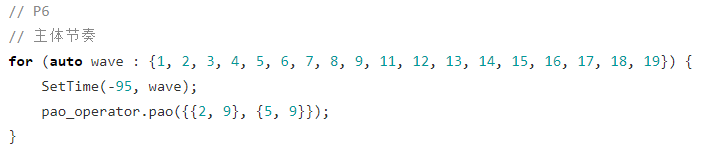 // P6
// 主体节奏
for (auto wave : {1, 2, 3, 4, 5, 6, 7, 8, 9, 11, 12, 13, 14, 15, 16, 17, 18, 19}) {
    SetTime(-95, wave);
    pao_operator.pao({{2, 9}, {5, 9}});
}